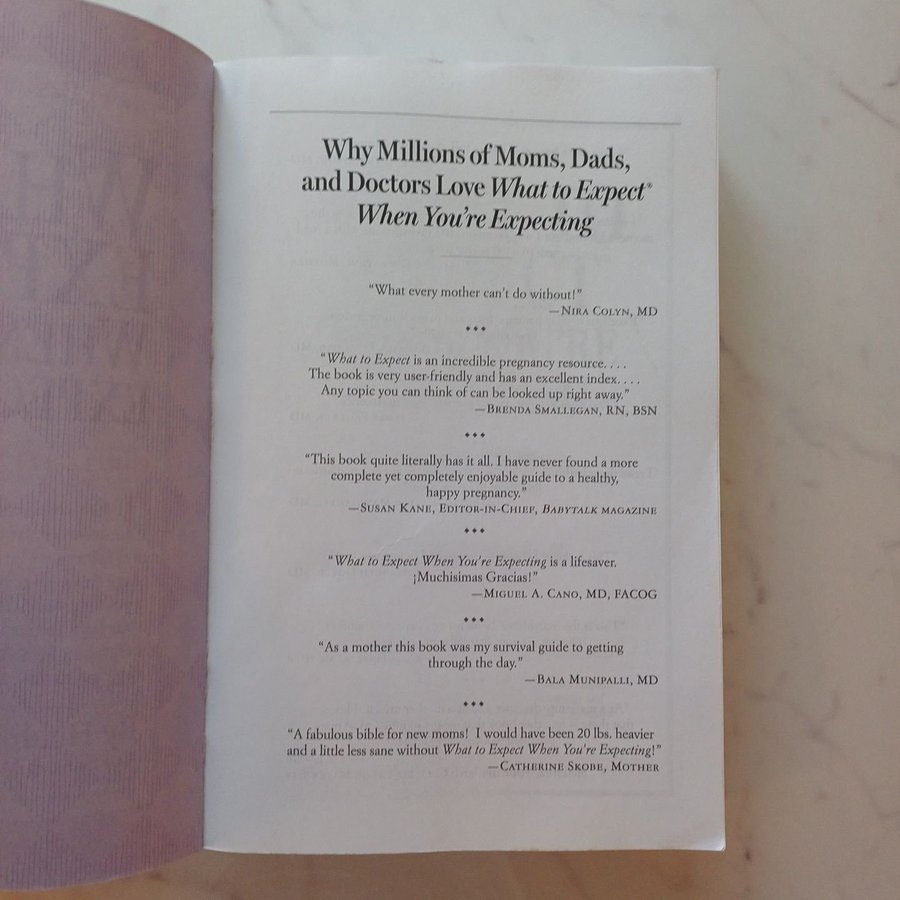 Why Millions of Moms, Dads,
and Doctors Love What to Expect®
When You're Expecting
“What every mother can't do without!”
—Nira Colyn, MD
“What to Expect is an incredible pregnancy resource. . . .
The book is very user-friendly and has an excellent index. . . .
Any topic you can think of can be looked up right away.”
—Brenda Smallegan, RN, BSN
“This book quite literally has it all. I have never found a more
complete yet completely enjoyable guide to a healthy,
happy pregnancy.”
—Susan Kane, Editor-in-Chief, Babytalk magazine
“What to Expect When You're Expecting is a lifesaver.
¡Muchisimas Gracias!”
—Miguel A. Cano, MD, FACOG
“As a mother this book was my survival guide to getting
through the day.”
—Bala Munipalli, MD
“A fabulous bible for new moms! I would have been 20 lbs. heavier
and a little less sane without What to Expect When You're Expecting!”
—Catherine Skobe, Mother